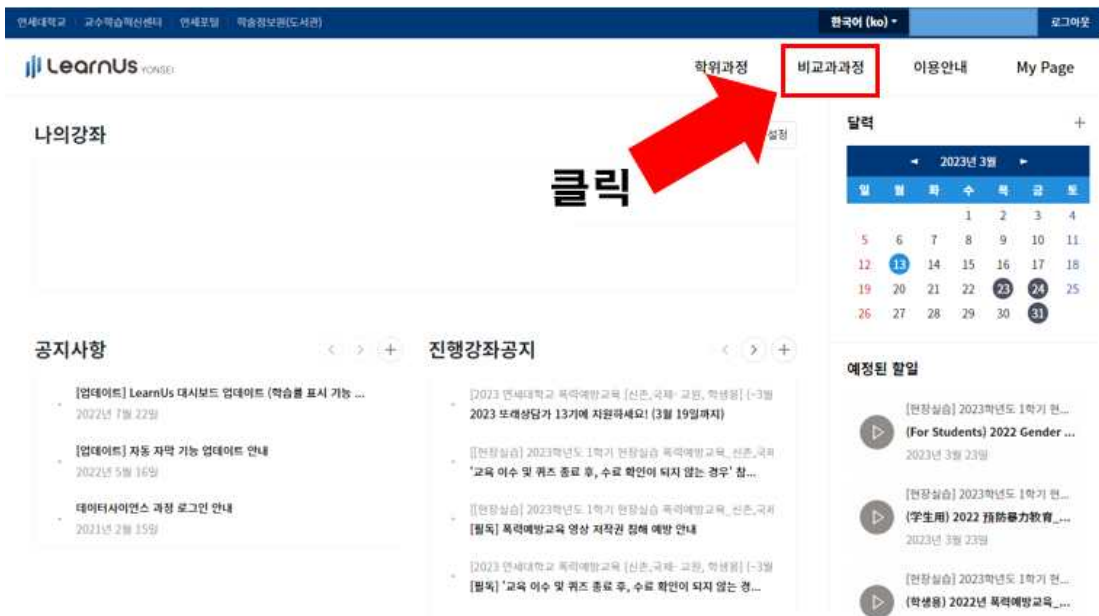 연세대학교 교수학습혁신센터 연세포털 학술정보원(도서관)
한국어 (ko)
로그아웃
LearnUs YONSEI
학위과정 비교과과정 이용안내 My Page
나의강좌
설정
클릭
달력
2023년 3월
일 월 화 수 목 금 토
1 2 3 4
5 6 7 8 9 10 11
12 13 14 15 16 17 18
19 20 21 22 23 24 25
26 27 28 29 30 31
공지사항
[업데이트] LearnUs 대시보드 업데이트 (학습률 표시 기능 ...
2022년 7월 22일
[업데이트] 자동 자막 기능 업데이트 안내
2022년 5월 16일
데이터사이언스 과정 로그인 안내
2021년 2월 15일
진행강좌공지
[2023 연세대학교 폭력예방교육 [신촌,국제- 교원, 학생용] (~3월
2023 또래상담가 13기에 지원하세요! (3월 19일까지)
[[현장실습] 2023학년도 1학기 현장실습 폭력예방교육_신촌,국제
'교육 이수 및 퀴즈 종료 후, 수료 확인이 되지 않는 경우' 참...
[[현장실습] 2023학년도 1학기 현장실습 폭력예방교육_신촌,국제
[필독] 폭력예방교육 영상 저작권 침해 예방 안내
[2023 연세대학교 폭력예방교육 [신촌,국제- 교원, 학생용] (~3월
[필독] '교육 이수 및 퀴즈 종료 후, 수료 확인이 되지 않는 경...
예정된 할일
[현장실습] 2023학년도 1학기 현...
(For Students) 2022 Gender ...
2023년 3월 23일
[현장실습] 2023학년도 1학기 현...
(学生用) 2022 預防暴力教育_...
2023년 3월 23일
[현장실습] 2023학년도 1학기 현...
(학생용) 2022년 폭력예방교육_...